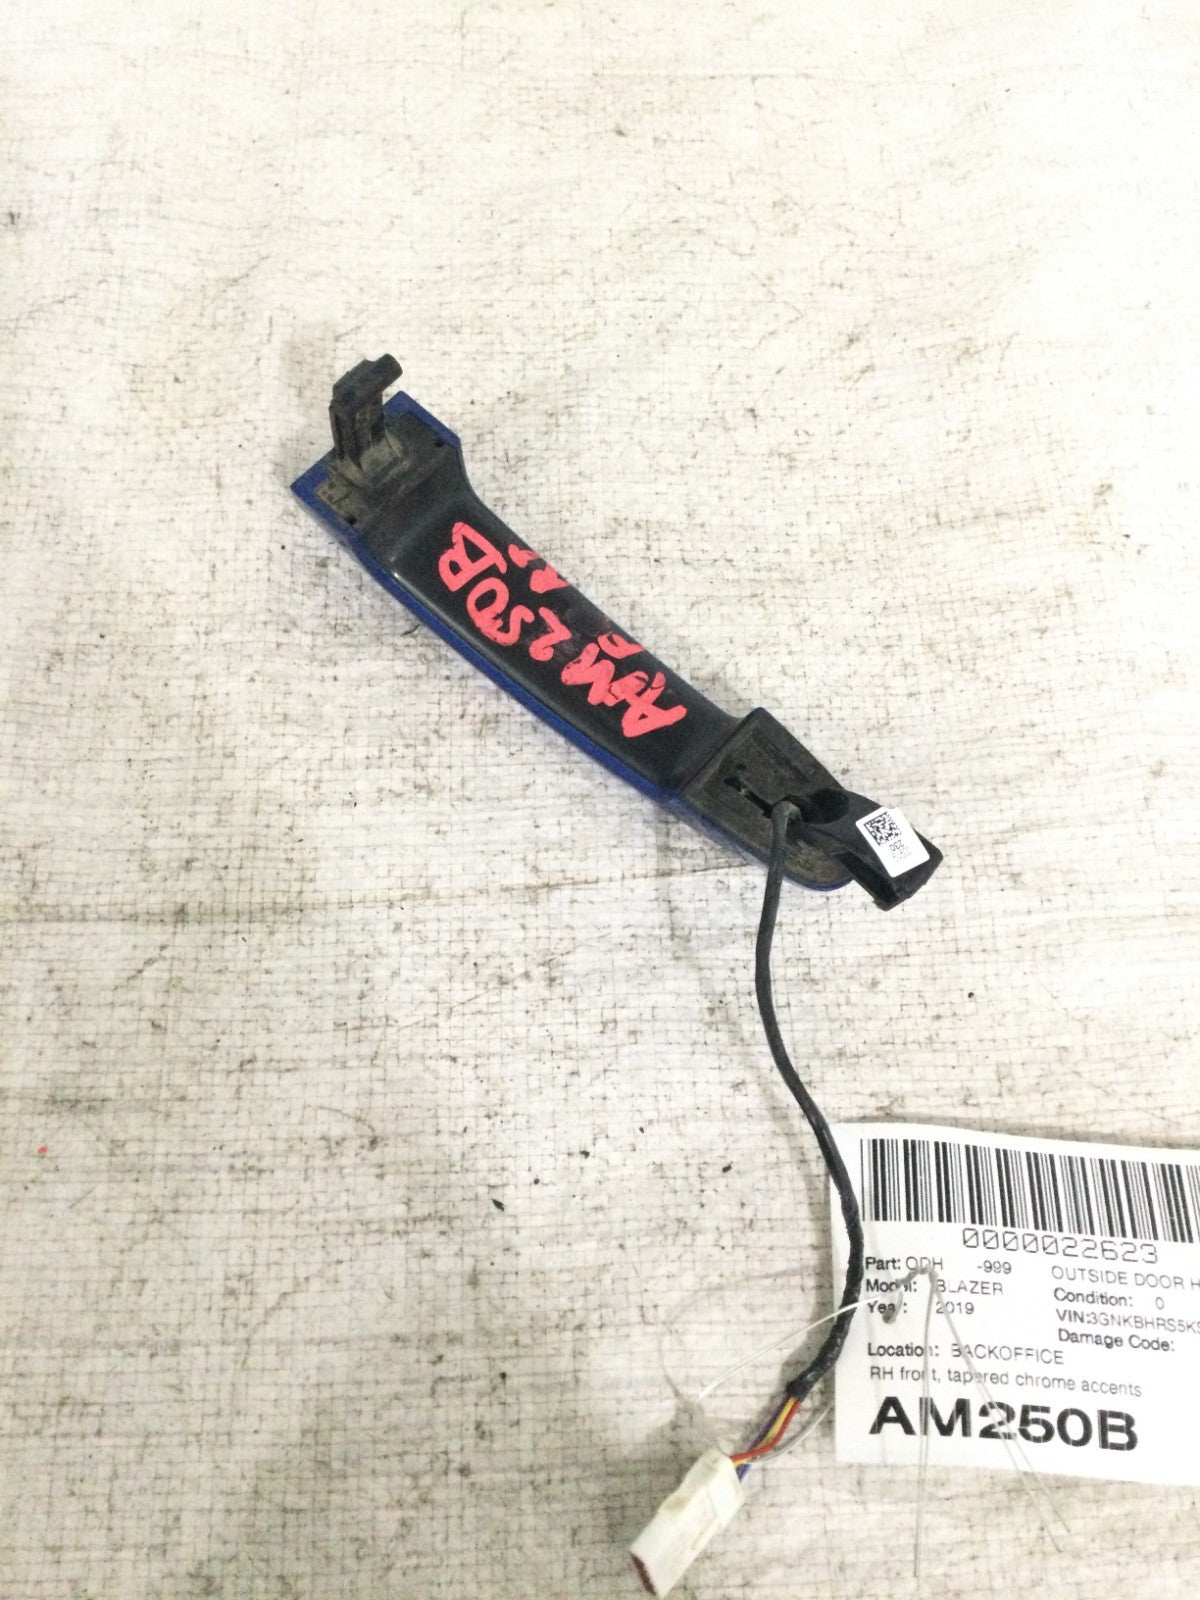 AM250B
0000022623
Part: ODH -999 OUTSIDE DOOR H
Model: BLAZER Condition: 0
Year: 2019 VIN:3GNKBHRS5K
Damage Code:
Location: BACKOFFICE
RH front, tapered chrome accents
AM250B